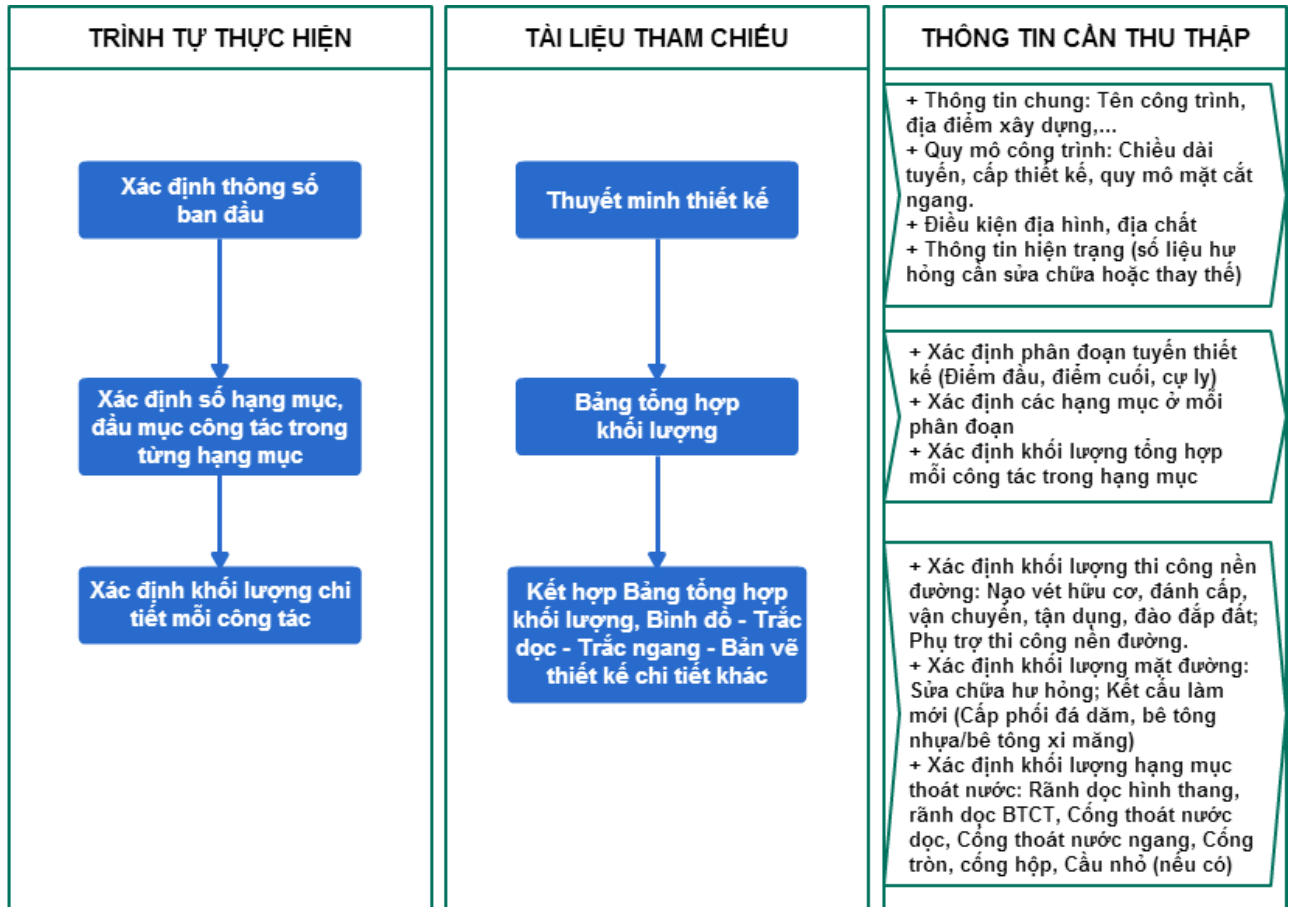 TRÌNH TỰ THỰC HIỆN
TÀI LIỆU THAM CHIẾU
THÔNG TIN CẦN THU THẬP
Xác định thông số
ban đầu
Thuyết minh thiết kế
+ Thông tin chung: Tên công trình,
địa điểm xây dựng,...
+ Quy mô công trình: Chiều dài
tuyến, cấp thiết kế, quy mô mặt cắt
ngang.
+ Điều kiện địa hình, địa chất
+ Thông tin hiện trạng (số liệu hư
hỏng cần sửa chữa hoặc thay thế)
Xác định số hạng mục,
đầu mục công tác trong
từng hạng mục
Bảng tổng hợp
khối lượng
+ Xác định phân đoạn tuyến thiết
kế (Điểm đầu, điểm cuối, cự ly)
+ Xác định các hạng mục ở mỗi
phân đoạn
+ Xác định khối lượng tổng hợp
mỗi công tác trong hạng mục
Xác định khối lượng chi
tiết mỗi công tác
Kết hợp Bảng tổng hợp
khối lượng, Bình đồ - Trắc
dọc - Trắc ngang - Bản vẽ
thiết kế chi tiết khác
+ Xác định khối lượng thi công nền
đường: Nạo vét hữu cơ, đánh cấp,
vận chuyển, tận dụng, đào đắp đất;
Phụ trợ thi công nền đường.
+ Xác định khối lượng mặt đường:
Sửa chữa hư hỏng; Kết cấu làm
mới (Cấp phối đá dăm, bê tông
nhựa/bê tông xi măng)
+ Xác định khối lượng hạng mục
thoát nước: Rãnh dọc hình thang,
rãnh dọc BTCT, Cống thoát nước
dọc, Cống thoát nước ngang, Cống
tròn, cống hộp, Cầu nhỏ (nếu có)